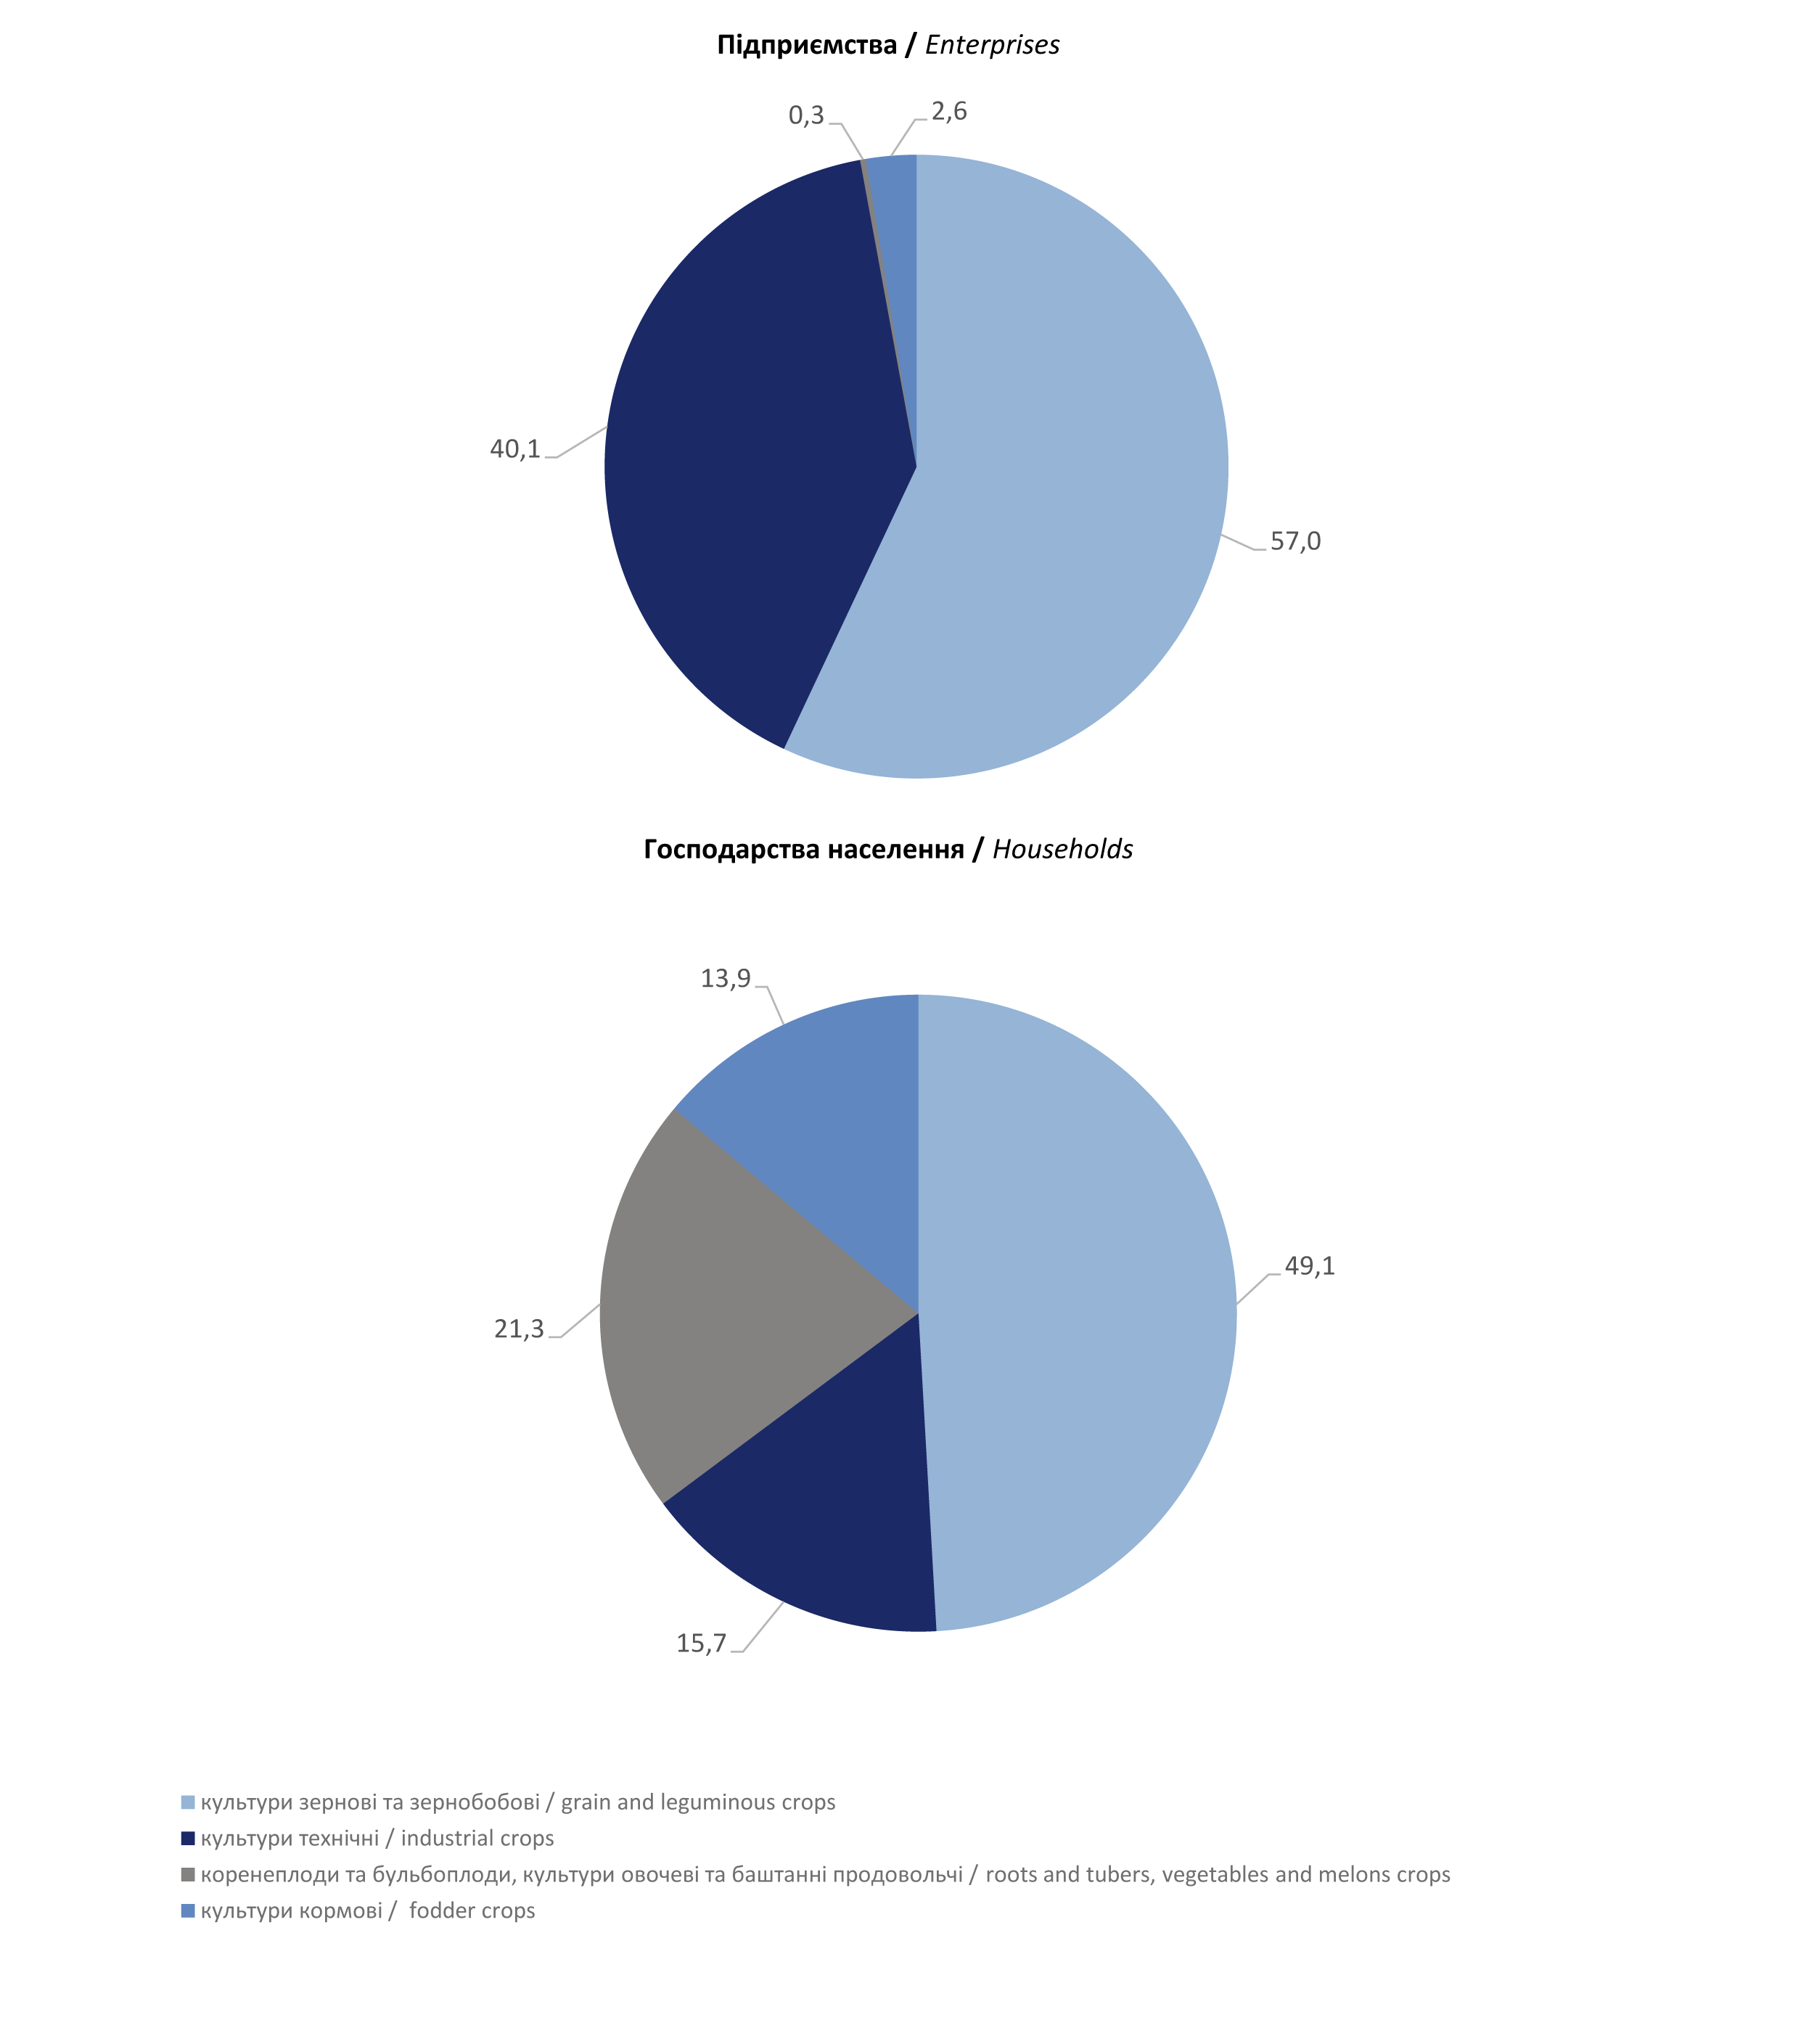 Підприємства / Enterprises
0,3
2,6
40,1
57,0
Господарства населення / Households
13,9
49,1
21,3
15,7
культури зернові та зернобобові / grain and leguminous crops
культури технічні / industrial crops
коренеплоди та бульбоплоди, культури овочеві та баштанні продовольчі / roots and tubers, vegetables and melons crops
культури кормові /  fodder crops